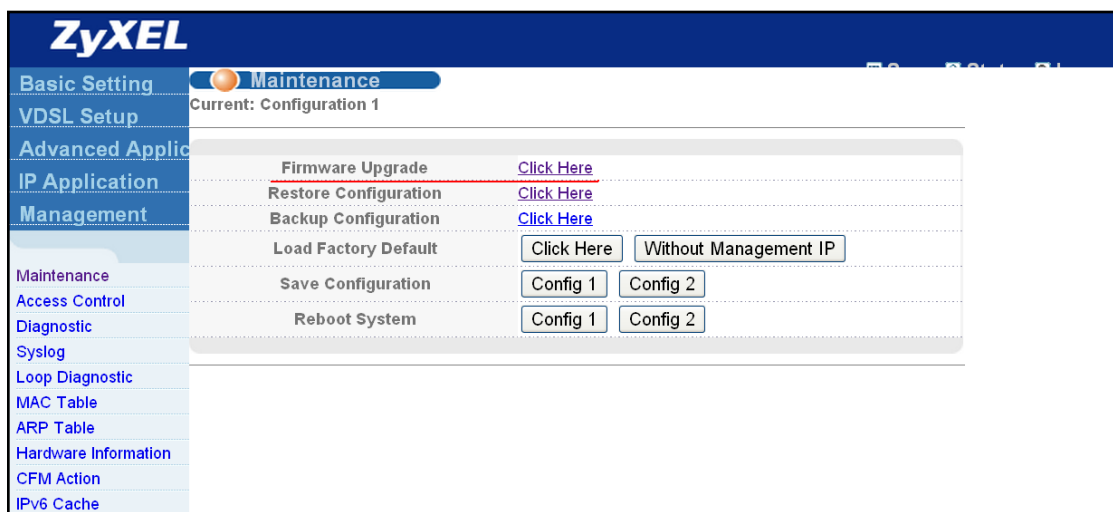 ZyXEL
Basic Setting
VDSL Setup
Advanced Applic
IP Application
Management
Maintenance
Access Control
Diagnostic
Syslog
Loop Diagnostic
MAC Table
ARP Table
Hardware Information
CFM Action
IPv6 Cache
Maintenance
Current: Configuration 1
Firmware Upgrade Click Here
Restore Configuration Click Here
Backup Configuration Click Here
Load Factory Default Click Here Without Management IP
Save Configuration Config 1 Config 2
Reboot System Config 1 Config 2